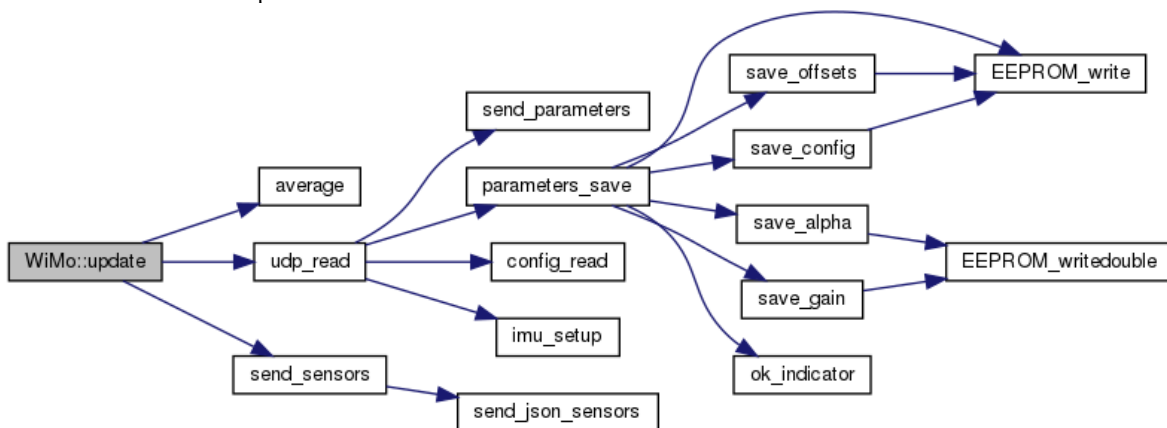 save_offsets
EEPROM_write
send_parameters
save_config
average
parameters_save
save_alpha
WiMo::update
udp_read
config_read
EEPROM_writedouble
save_gain
imu_setup
send_sensors
ok_indicator
send_json_sensors